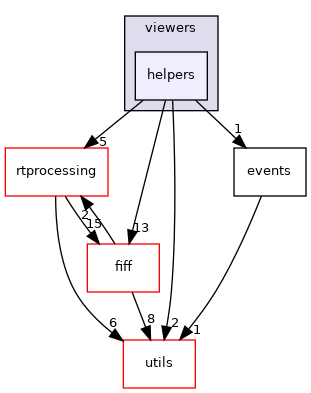 viewers
helpers
1
5
rtprocessing
events
2
15
13
fiff
6
8
2
1
utils